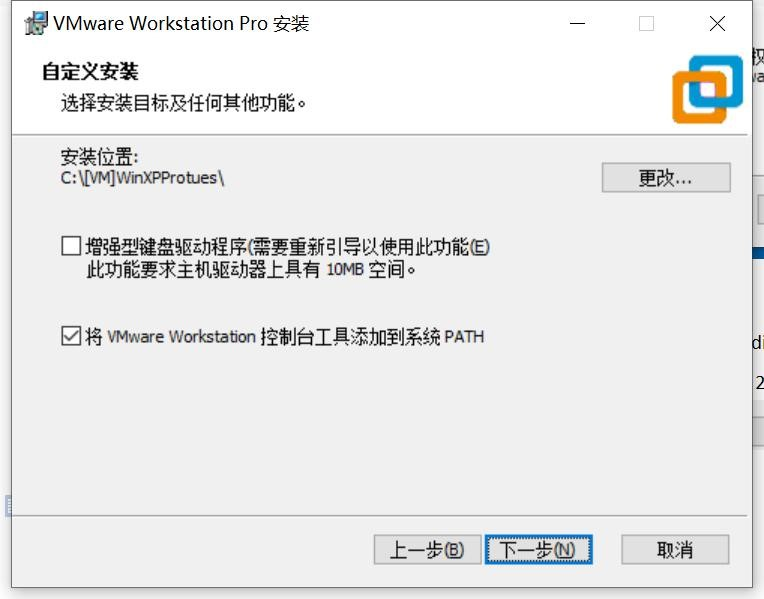 VMware Workstation Pro 安装
自定义安装
选择安装目标及任何其他功能。
安装位置:
C:\[VM]WinXPProtues\
更改...
增强型键盘驱动程序(需要重新引导以使用此功能(E)
此功能要求主机驱动器上具有 10MB 空间。
将 VMware Workstation 控制台工具添加到系统 PATH
上一步(B)
下一步(N)
取消